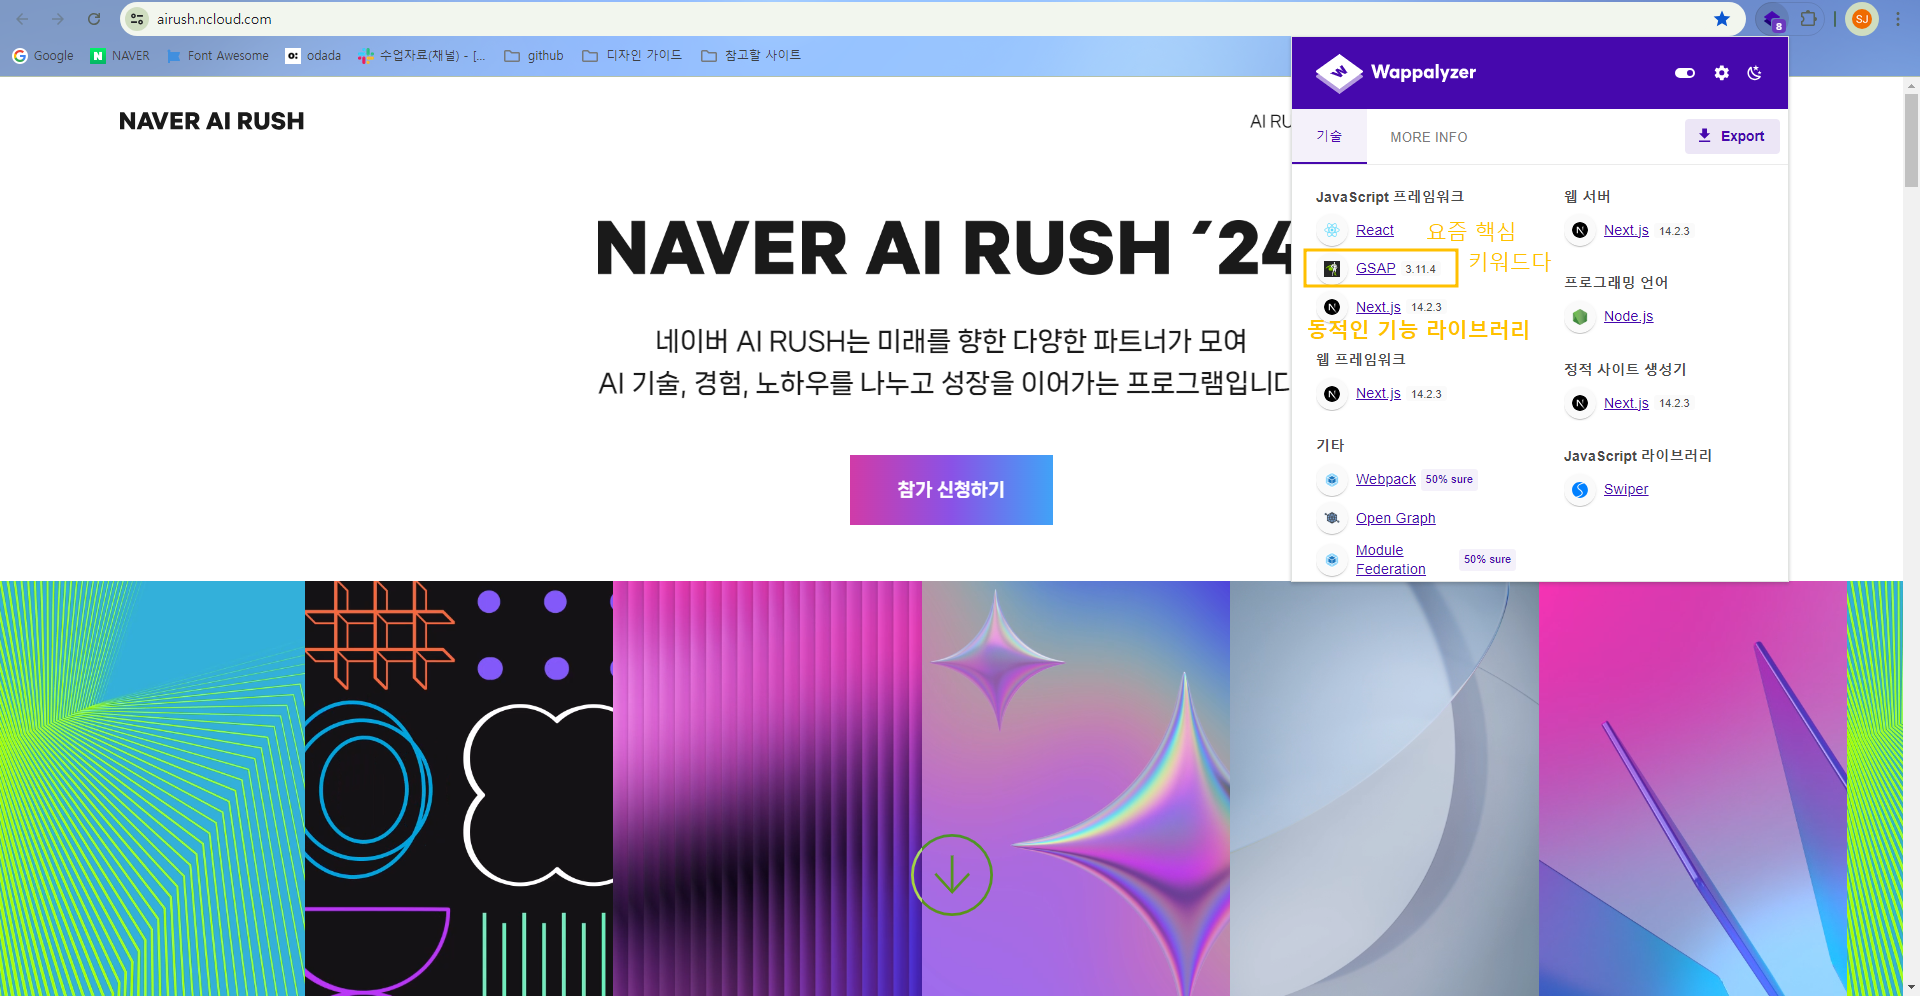 airush.ncloud.com
8
SJ
Google
NAVER
Font Awesome
odada
수업자료(채널) - [...
github
디자인 가이드
참고할 사이트
NAVER AI RUSH
AI RU
NAVER AI RUSH ´24
네이버 AI RUSH는 미래를 향한 다양한 파트너가 모여
AI 기술, 경험, 노하우를 나누고 성장을 이어가는 프로그램입니다
참가 신청하기
Wappalyzer
기술
MORE INFO
Export
JavaScript 프레임워크
React
요즘 핵심
GSAP 3.11.4
키워드다
Next.js 14.2.3
동적인 기능 라이브러리
웹 프레임워크
Next.js 14.2.3
기타
Webpack 50% sure
Open Graph
Module
Federation
50% sure
웹 서버
Next.js 14.2.3
프로그래밍 언어
Node.js
정적 사이트 생성기
Next.js 14.2.3
JavaScript 라이브러리
Swiper